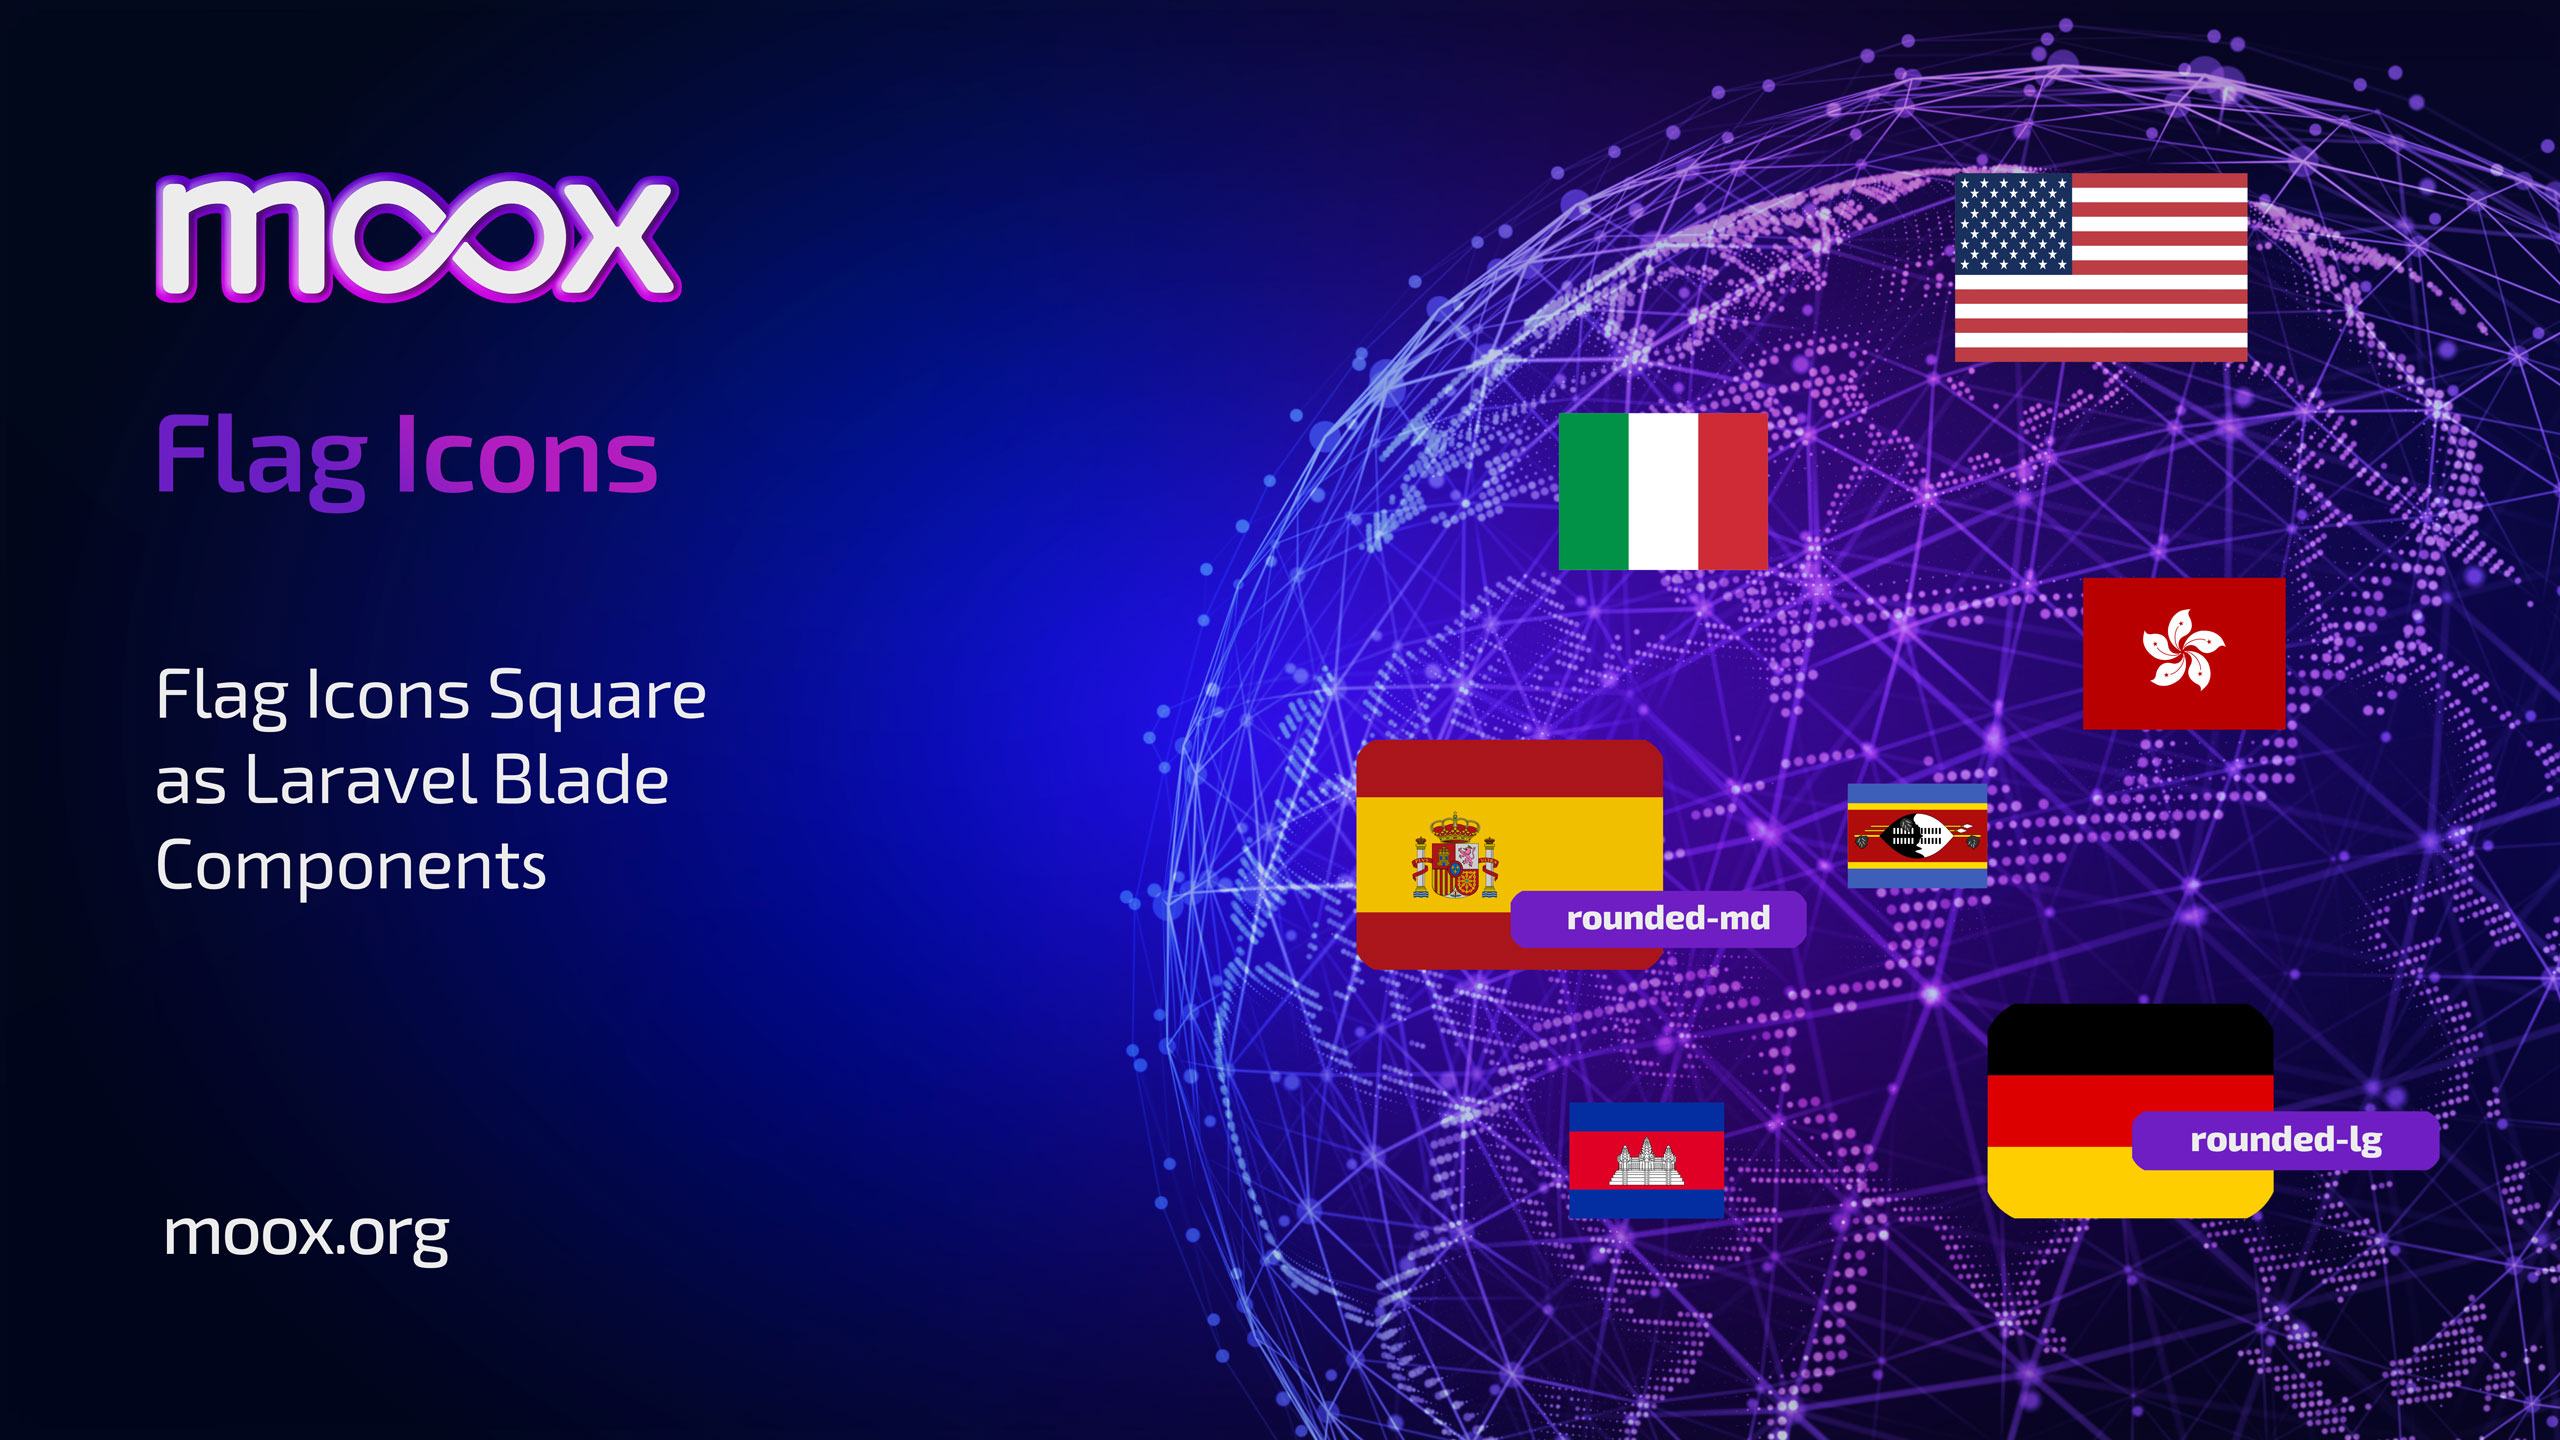 moox
Flag Icons
Flag Icons Square
as Laravel Blade
Components
moox.org
rounded-md
rounded-lg